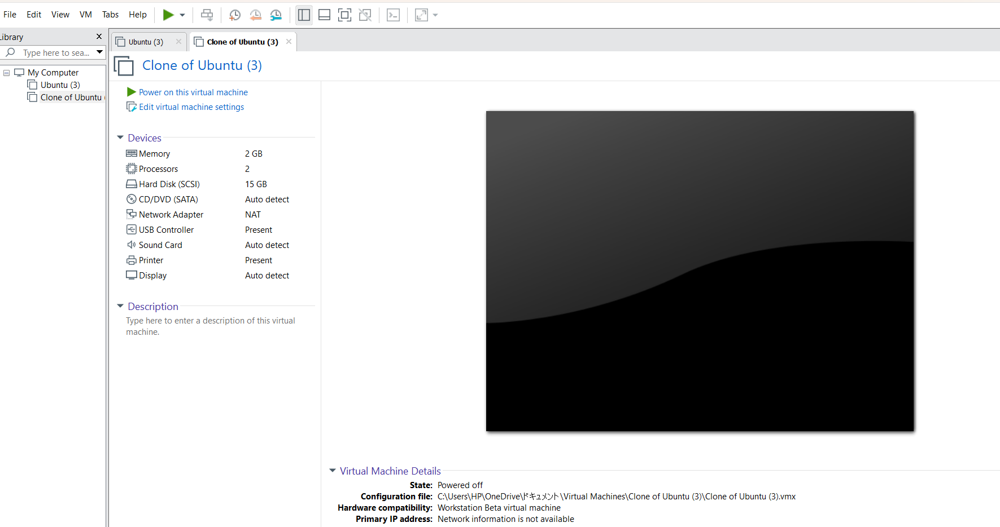 File Edit View VM Tabs Help
Library
Type here to sea...
My Computer
Ubuntu (3)
Clone of Ubuntu (
Ubuntu (3)
Clone of Ubuntu (3)
Clone of Ubuntu (3)
Power on this virtual machine
Edit virtual machine settings
Devices
Memory 2 GB
Processors 2
Hard Disk (SCSI) 15 GB
CD/DVD (SATA) Auto detect
Network Adapter NAT
USB Controller Present
Sound Card Auto detect
Printer Present
Display Auto detect
Description
Type here to enter a description of this virtual
machine.
Virtual Machine Details
State: Powered off
Configuration file: C:\Users\HP\OneDrive\ドキュメント\Virtual Machines\Clone of Ubuntu (3)\Clone of Ubuntu (3).vmx
Hardware compatibility: Workstation Beta virtual machine
Primary IP address: Network information is not available